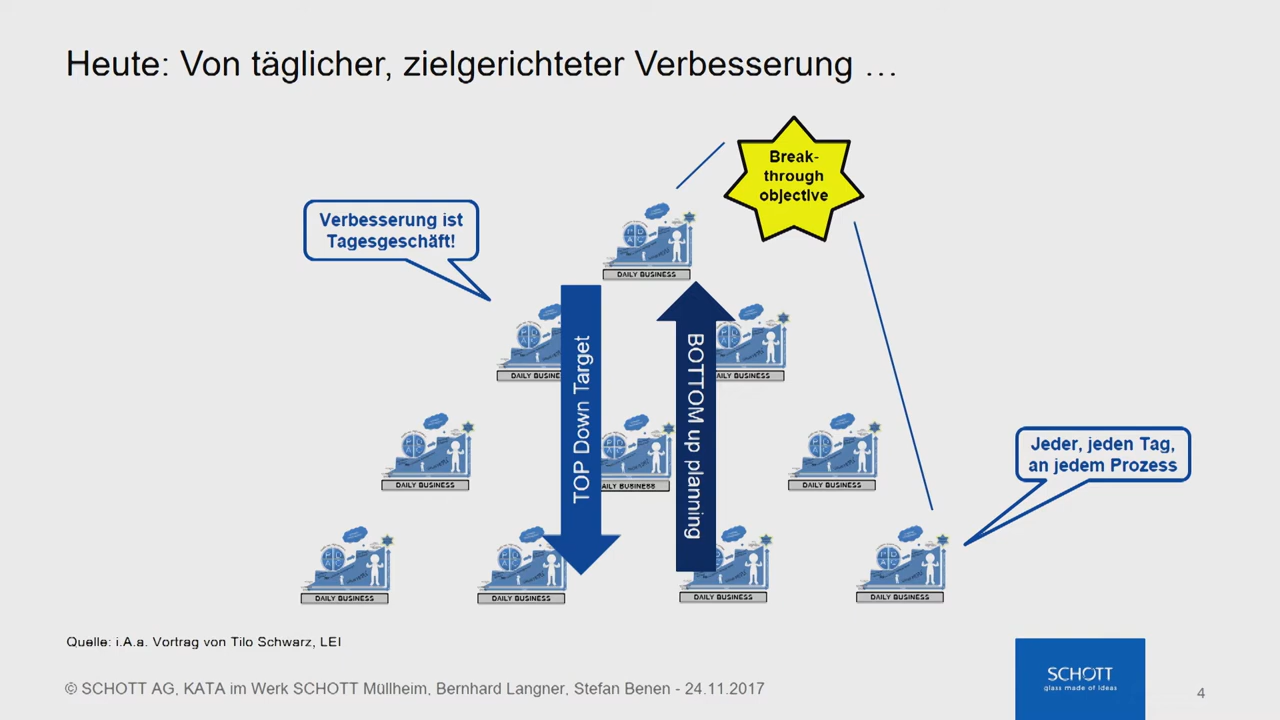 Heute: Von täglicher, zielgerichteter Verbesserung …
Break-
through
objective
Verbesserung ist
Tagesgeschäft!
DAILY BUSINESS
TOP Down Target
BOTTOM up planning
DAILY BUSINE
DAILY BUSINESS
Jeder, jeden Tag,
an jedem Prozess
DAILY BUSINESS
DAILY BUSINESS
DAILY BUSINESS
DAILY BUSINESS
DAILY BUSINESS
DAILY BUSINESS
DAILY BUSINESS
Quelle: i.A.a. Vortrag von Tilo Schwarz, LEI
© SCHOTT AG, KATA im Werk SCHOTT Müllheim, Bernhard Langner, Stefan Benen - 24.11.2017
SCHOTT
glass made of ideas
4